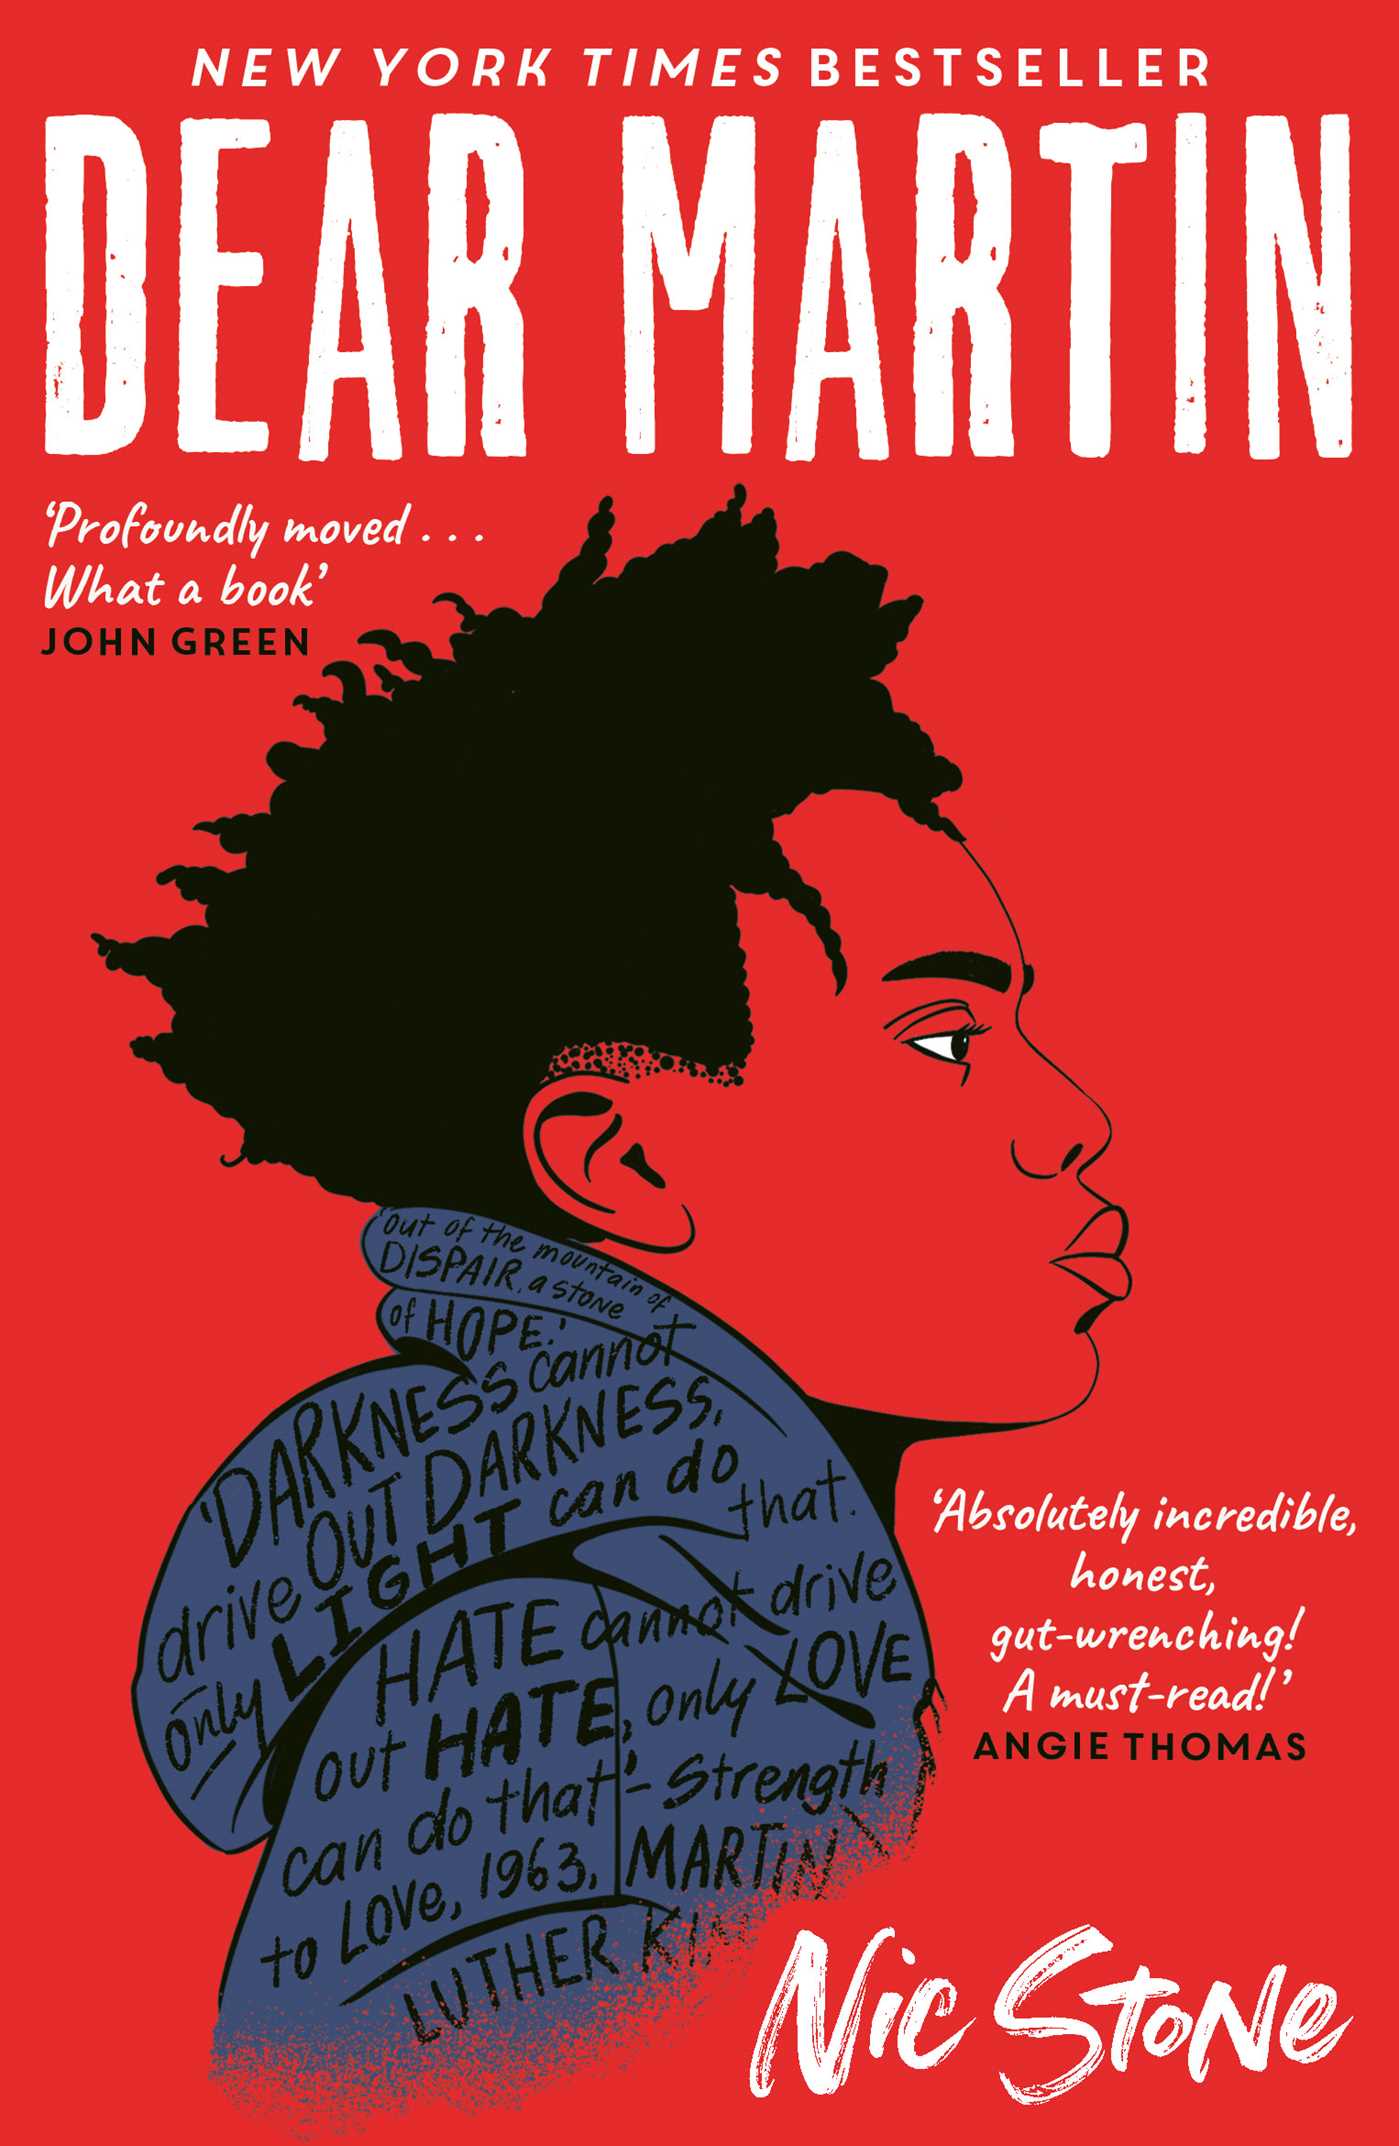 NEW YORK TIMES BESTSELLER
DEAR MARTIN
‘Profoundly moved . . .
What a book’
JOHN GREEN
‘out of the mountain of
DISPAIR, a stone
of HOPE.’
‘DARKNESS cannot
drive OUT DARKNESS,
only LIGHT can do that.
HATE cannot drive
out HATE, only LOVE
can do that’ – Strength
to LOVE, 1963, MARTIN
LUTHER KIN
‘Absolutely incredible,
honest,
gut-wrenching!
A must-read!’
ANGIE THOMAS
Nic Stone